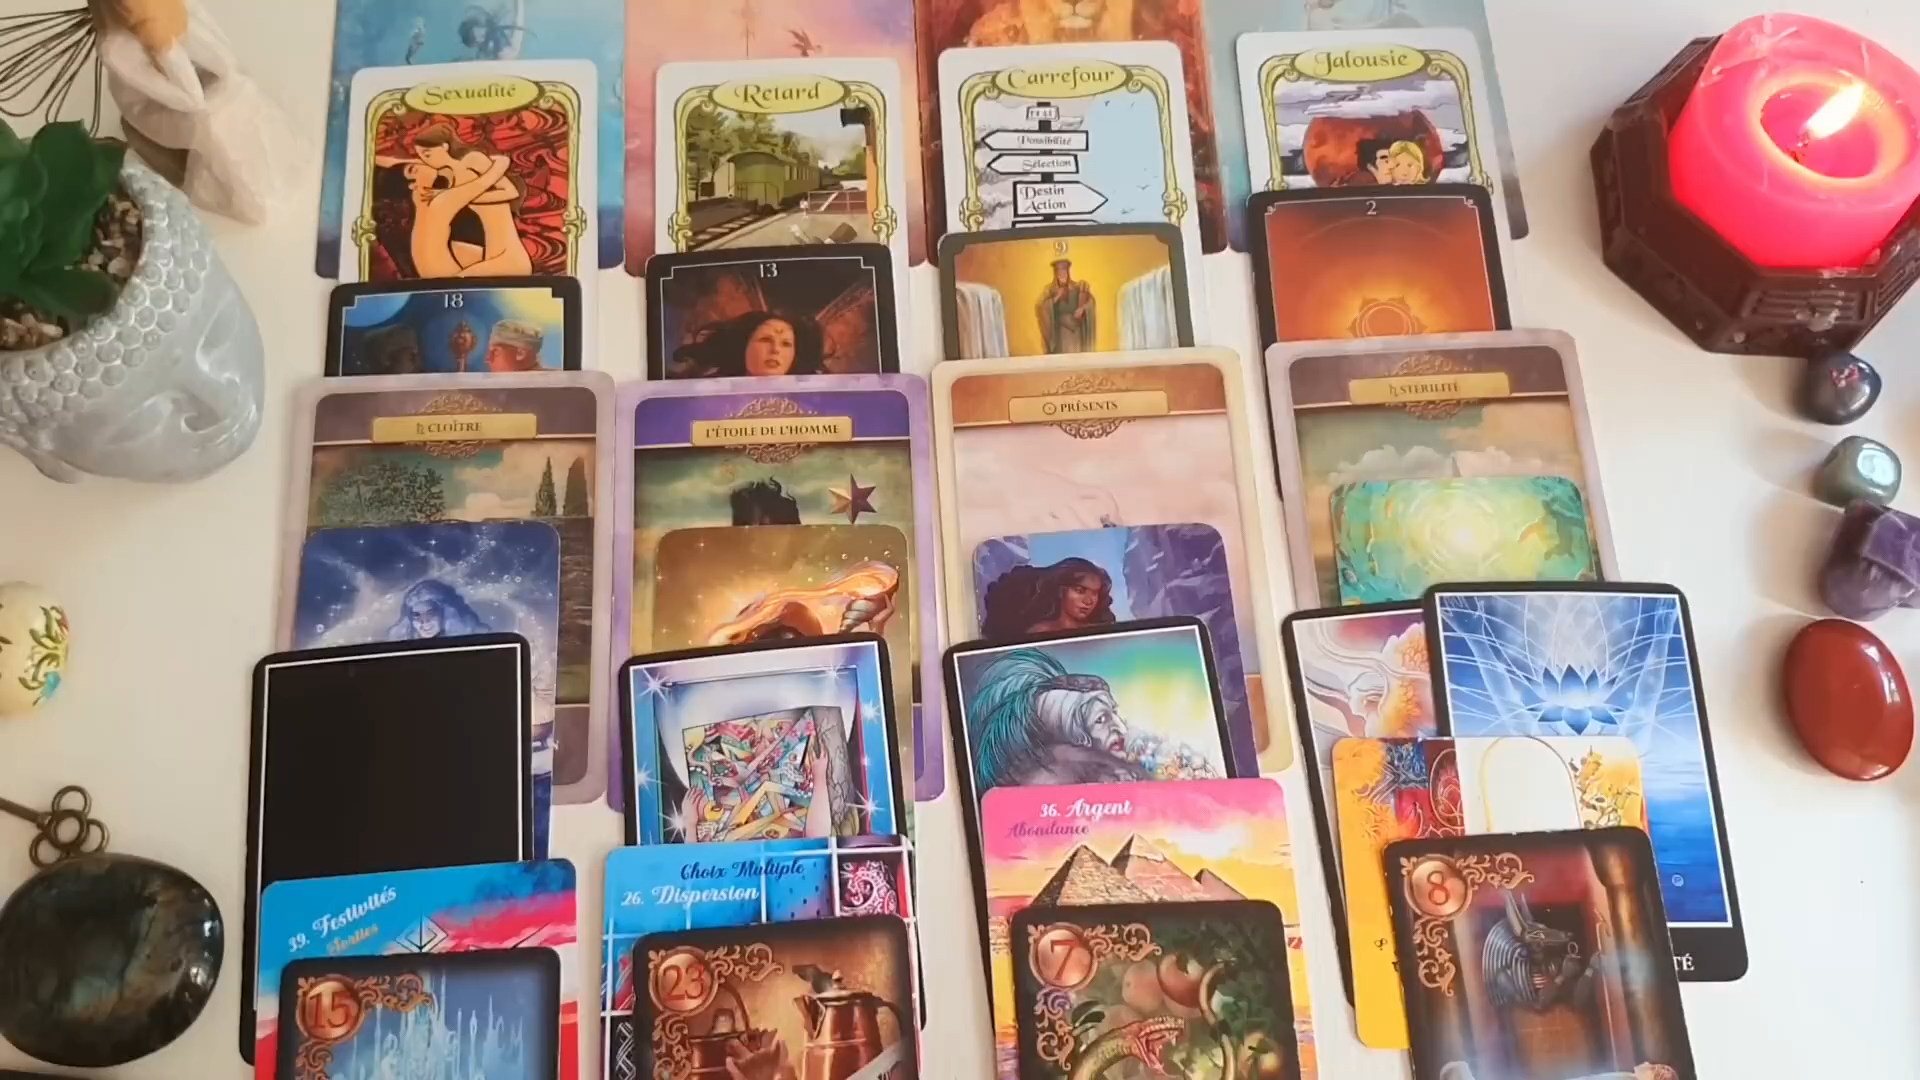 Sexualité
Retard
Carrefour
Possibilité
Sélection
Destin
Action
Jalousie
18
13
9
2
♄ CLOÎTRE
L'ÉTOILE DE L'HOMME
☉ PRÉSENTS
♄ STÉRILITÉ
39. Festivités
Sorties
Choix Multiple
26. Dispersion
36. Argent
Abondance
TÉ
15
23
7
8